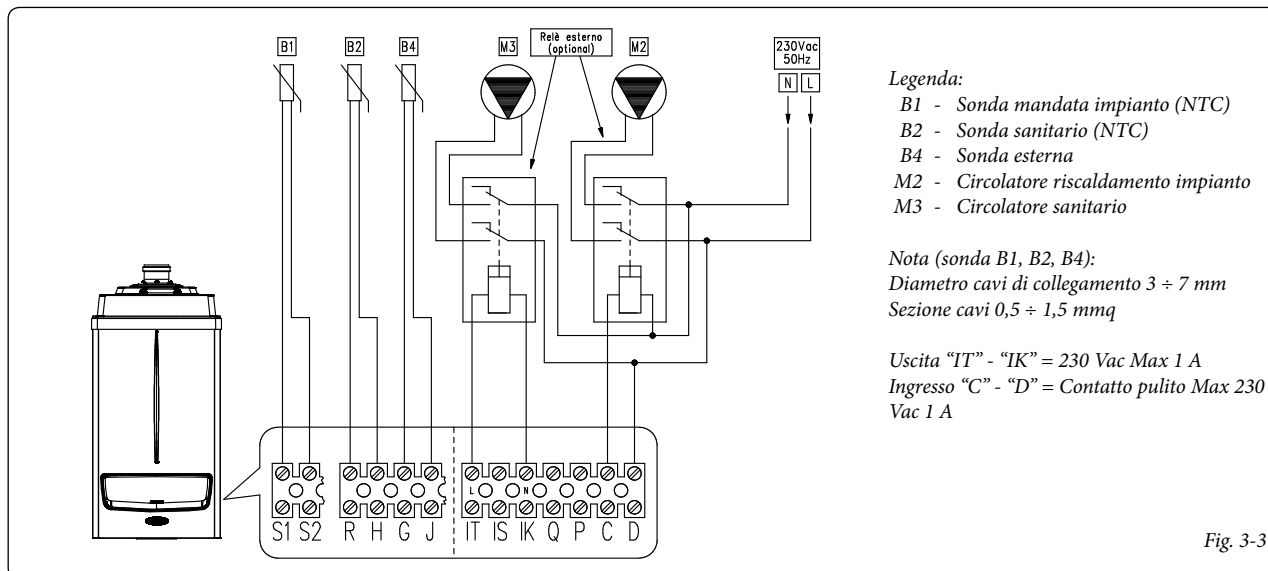 B1
B2
B4
M3
Relè esterno
(optional)
M2
230Vac
50Hz
N L
Legenda:
B1 - Sonda mandata impianto (NTC)
B2 - Sonda sanitario (NTC)
B4 - Sonda esterna
M2 - Circolatore riscaldamento impianto
M3 - Circolatore sanitario
Nota (sonda B1, B2, B4):
Diametro cavi di collegamento 3 ÷ 7 mm
Sezione cavi 0,5 ÷ 1,5 mmq
Uscita “IT” - “IK” = 230 Vac Max 1 A
Ingresso “C” - “D” = Contatto pulito Max 230
Vac 1 A
L N
S1 S2 R H G J IT IS IK Q P C D
Fig. 3-3